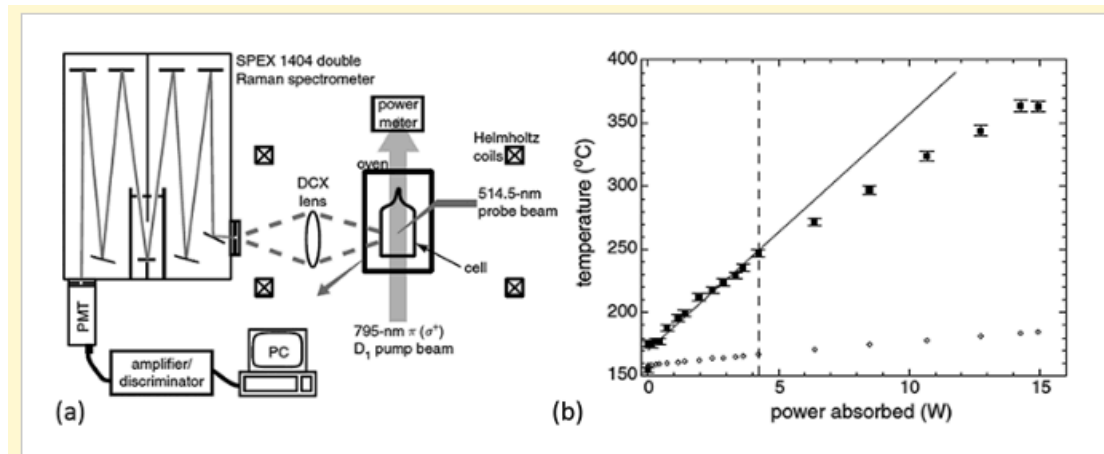 SPEX 1404 double
Raman spectrometer
power
meter
Helmholtz
coils
oven
DCX
lens
514.5-nm
probe beam
cell
PMT
795-nm π (σ⁺)
D₁ pump beam
PC
amplifier/
discriminator
(a)
400
350
300
250
200
150
temperature (°C)
0
5
10
15
power absorbed (W)
(b)